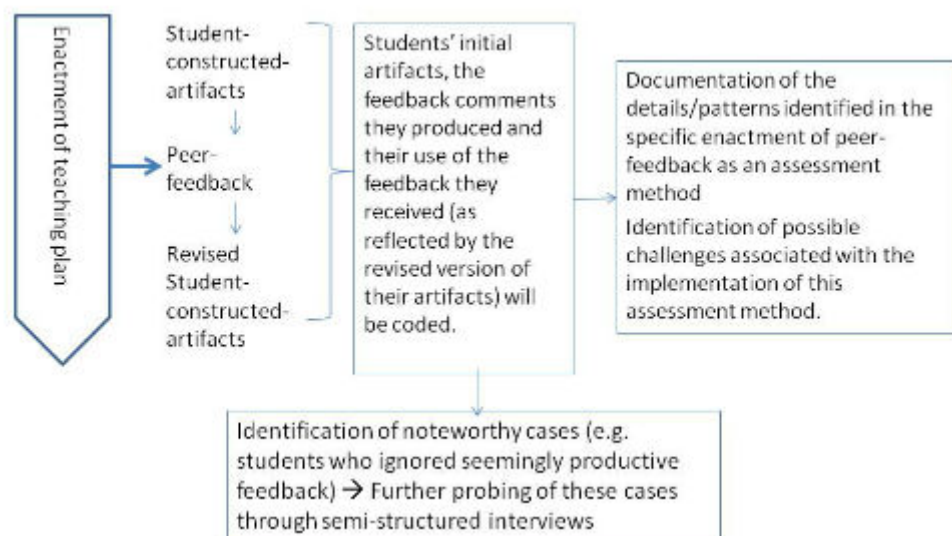 Enactment of teaching plan
Student-
constructed-
artifacts
Peer-
feedback
Revised
Student-
constructed-
artifacts
Students' initial
artifacts, the
feedback comments
they produced and
their use of the
feedback they
received (as
reflected by the
revised version of
their artifacts) will
be coded.
Documentation of the
details/patterns identified in the
specific enactment of peer-
feedback as an assessment
method
Identification of possible
challenges associated with the
implementation of this
assessment method.
Identification of noteworthy cases (e.g.
students who ignored seemingly productive
feedback) → Further probing of these cases
through semi-structured interviews